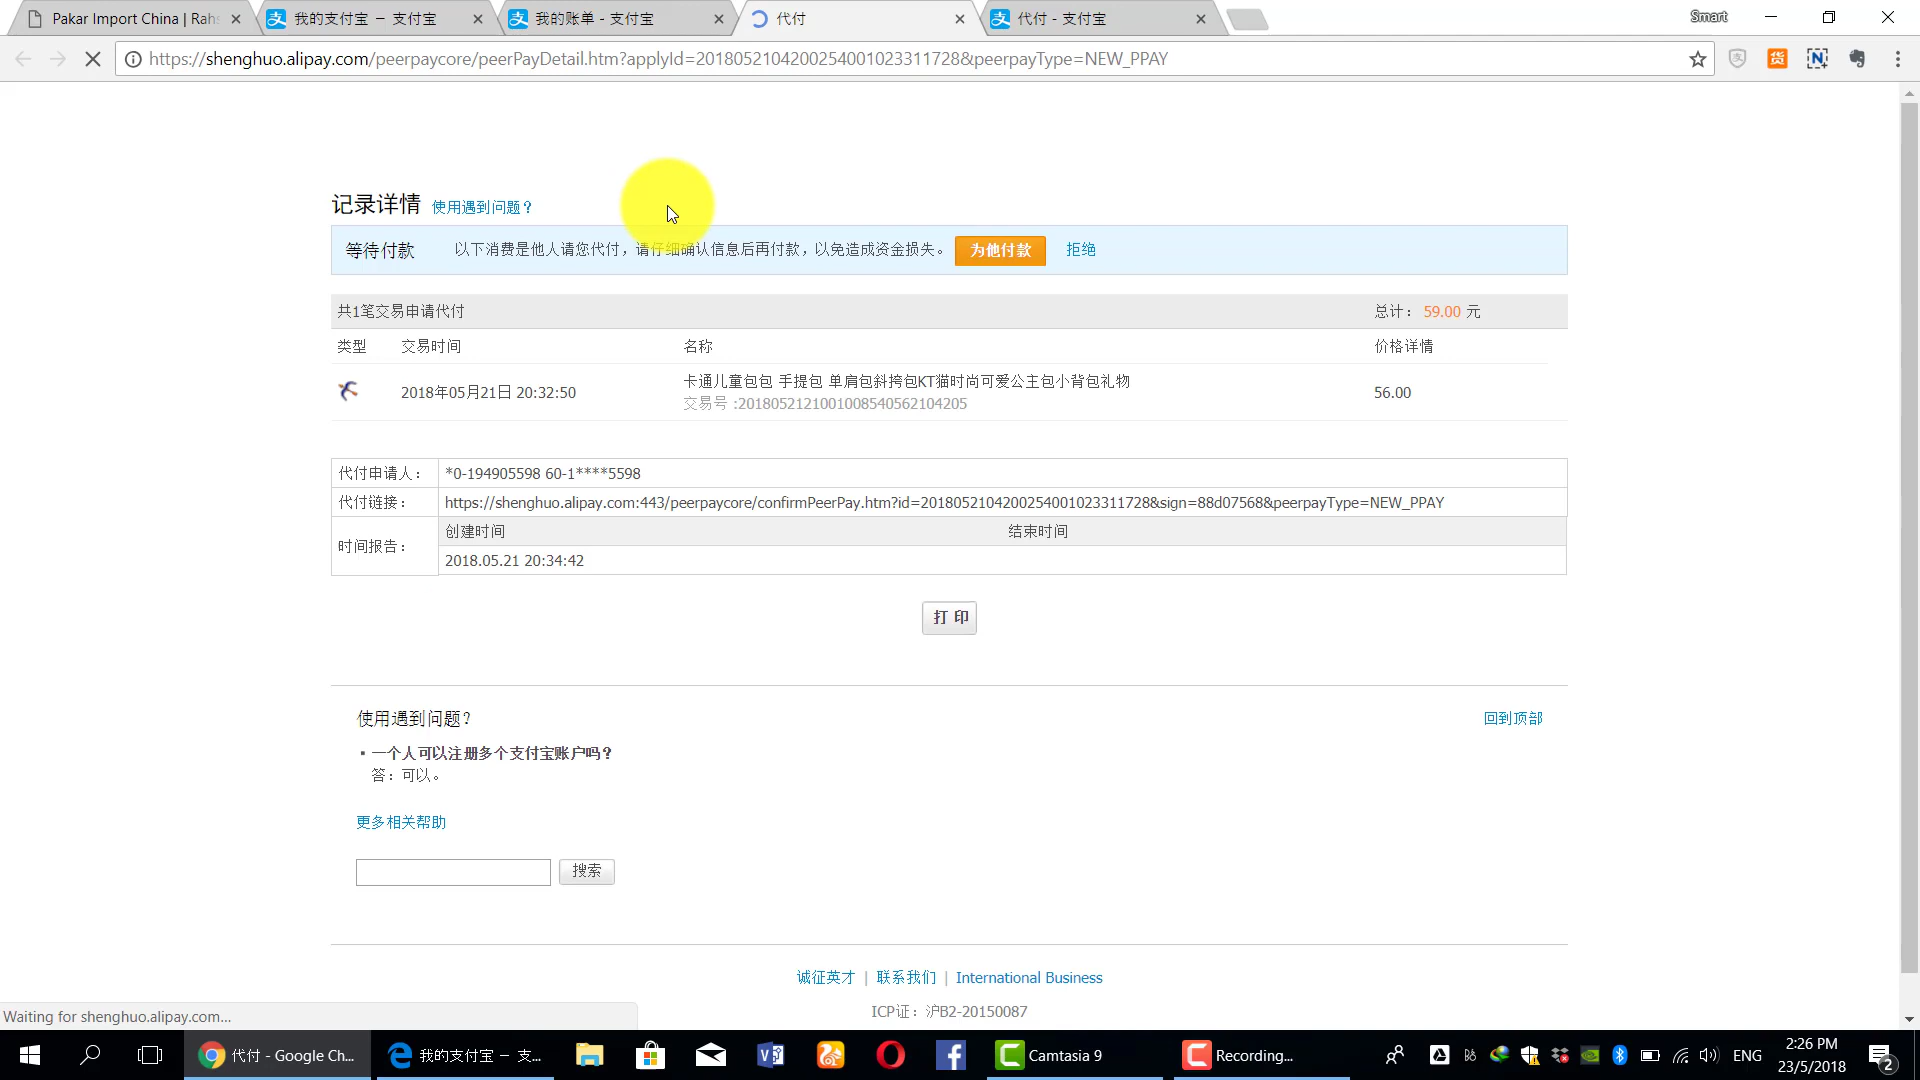 Pakar Import China | Rahs
我的支付宝 － 支付宝
我的账单 - 支付宝
代付
代付 - 支付宝
Smart
https://shenghuo.alipay.com/peerpaycore/peerPayDetail.htm?applyId=20180521042002540010233117​28&peerpayType=NEW_PPAY
记录详情 使用遇到问题？
等待付款 以下消费是他人请您代付，请仔细确认信息后再付款，以免造成资金损失。 为他付款 拒绝
共1笔交易申请代付 总计： 59.00 元
类型 交易时间 名称 价格详情
卡通儿童包包 手提包 单肩包斜挎包KT猫时尚可爱公主包小背包礼物
2018年05月21日 20:32:50 56.00
交易号 :2018052121001008540562104205
代付申请人： *0-194905598 60-1****5598
代付链接： https://shenghuo.alipay.com:443/peerpaycore/confirmPeerPay.htm?id=20180521042002540010233117​28&sign=88d07568&peerpayType=NEW_PPAY
创建时间 结束时间
时间报告：
2018.05.21 20:34:42
打 印
使用遇到问题？ 回到顶部
一个人可以注册多个支付宝账户吗？
答：可以。
更多相关帮助
搜索
诚征英才 | 联系我们 | International Business
ICP证：沪B2-20150087
Waiting for shenghuo.alipay.com...
代付 - Google Ch...
我的支付宝 － 支...
Camtasia 9
Recording...
ENG
2:26 PM
23/5/2018
2